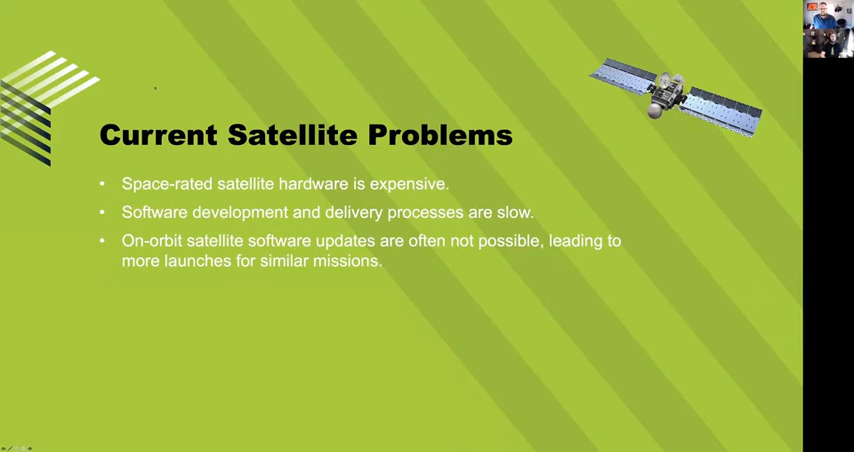 Current Satellite Problems
• Space-rated satellite hardware is expensive.
• Software development and delivery processes are slow.
• On-orbit satellite software updates are often not possible, leading to
more launches for similar missions.